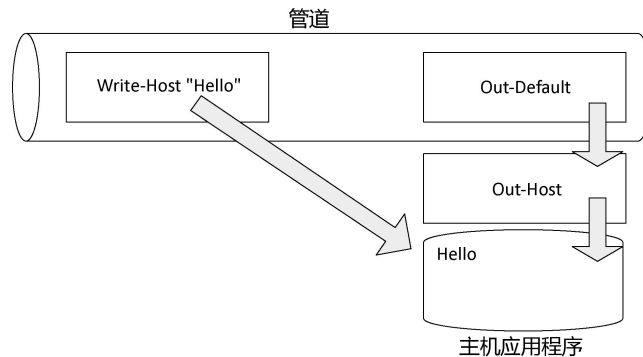 管道
Write-Host "Hello"
Out-Default
Out-Host
Hello
主机应用程序